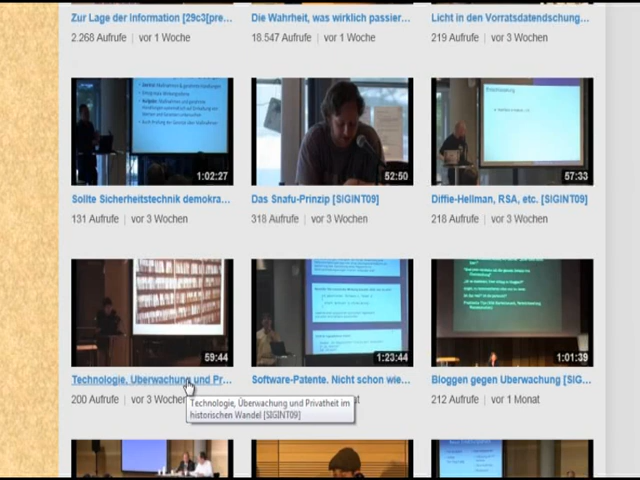 Zur Lage der Information [29c3[pre...
Die Wahrheit, was wirklich passier...
Licht in den Vorratsdatendschung...
2.268 Aufrufe | vor 1 Woche
18.547 Aufrufe | vor 1 Woche
219 Aufrufe | vor 3 Wochen
1:02:27
52:50
57:33
Sollte Sicherheitstechnik demokra...
Das Snafu-Prinzip [SIGINT09]
Diffie-Hellman, RSA, etc. [SIGINT09]
131 Aufrufe | vor 3 Wochen
318 Aufrufe | vor 3 Wochen
218 Aufrufe | vor 3 Wochen
59:44
1:23:44
1:01:39
Technologie, Überwachung und Pr...
Software-Patente. Nicht schon wie...
Bloggen gegen Überwachung [SIG...
200 Aufrufe | vor 3 Wochen
212 Aufrufe | vor 1 Monat
Technologie, Überwachung und Privatheit im
historischen Wandel [SIGINT09]